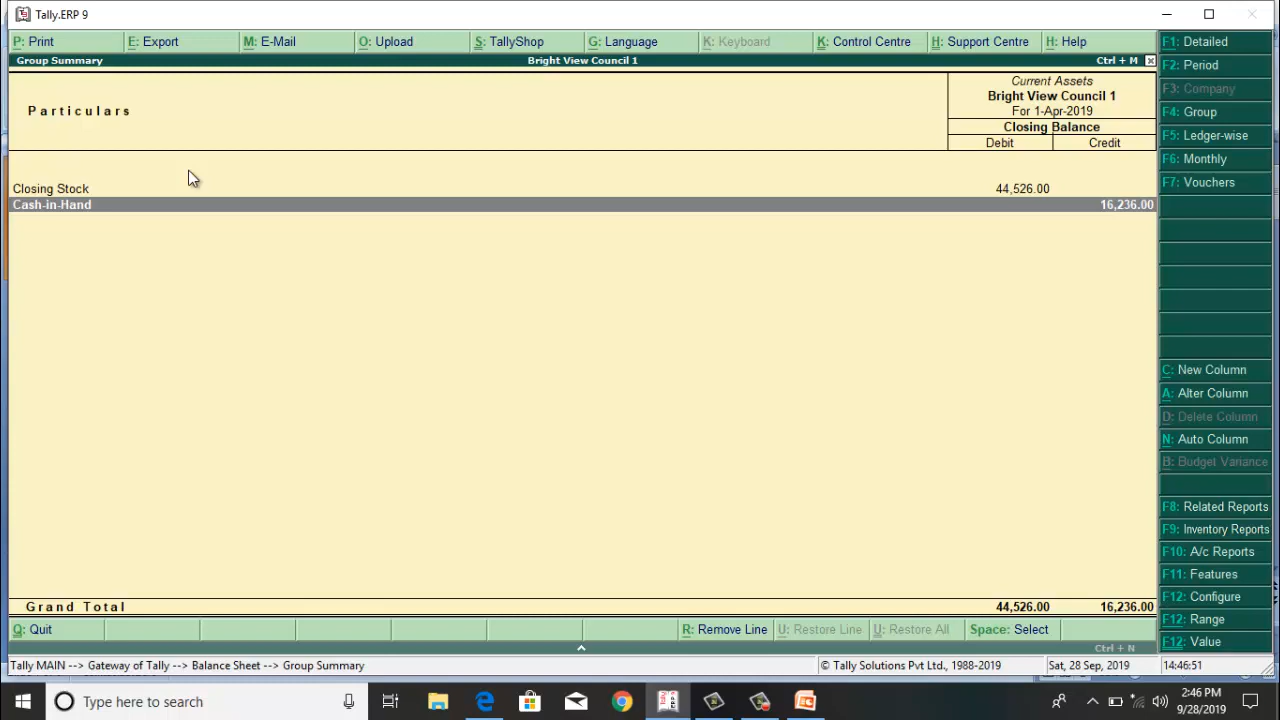 Tally.ERP 9
P: Print
E: Export
M: E-Mail
O: Upload
S: TallyShop
G: Language
K: Keyboard
K: Control Centre
H: Support Centre
H: Help
Group Summary
Bright View Council 1
Ctrl + M
Particulars
Current Assets
Bright View Council 1
For 1-Apr-2019
Closing Balance
Debit Credit
Closing Stock 44,526.00
Cash-in-Hand 16,236.00
Grand Total 44,526.00 16,236.00
F1: Detailed
F2: Period
F3: Company
F4: Group
F5: Ledger-wise
F6: Monthly
F7: Vouchers
C: New Column
A: Alter Column
D: Delete Column
N: Auto Column
B: Budget Variance
F8: Related Reports
F9: Inventory Reports
F10: A/c Reports
F11: Features
F12: Configure
F12: Range
F12: Value
Q: Quit
R: Remove Line
U: Restore Line
U: Restore All
Space: Select
Ctrl + N
Tally MAIN --> Gateway of Tally --> Balance Sheet --> Group Summary
© Tally Solutions Pvt Ltd., 1988-2019
Sat, 28 Sep, 2019
14:46:51
Type here to search
2:46 PM
9/28/2019